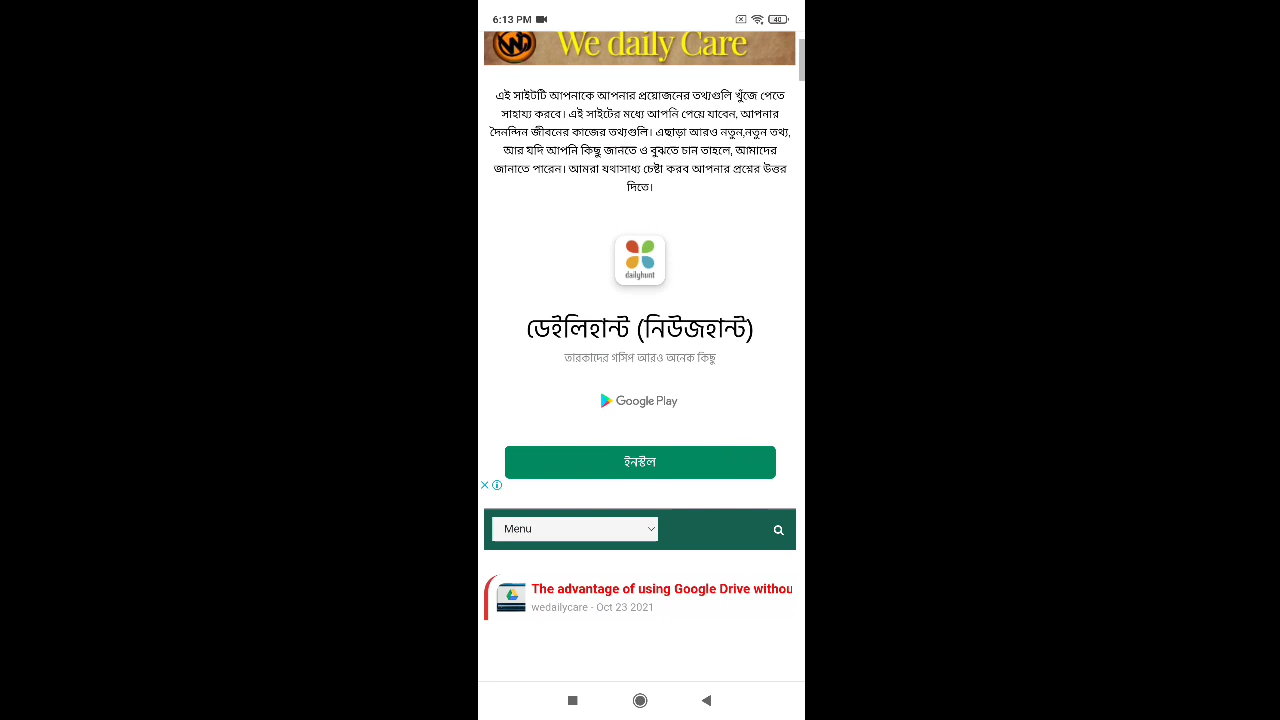 6:13 PM
40
We daily Care
এই সাইটটি আপনাকে আপনার প্রয়োজনের তথ্যগুলি খুঁজে পেতে
সাহায্য করবে। এই সাইটের মধ্যে আপনি পেয়ে যাবেন, আপনার
দৈনন্দিন জীবনের কাজের তথ্যগুলি। এছাড়া আরও নতুন,নতুন তথ্য,
আর যদি আপনি কিছু জানতে ও বুঝতে চান তাহলে, আমাদের
জানাতে পারেন। আমরা যথাসাধ্য চেষ্টা করব আপনার প্রশ্নের উত্তর
দিতে।
dailyhunt
ডেইলিহান্ট (নিউজহান্ট)
তারকাদের গসিপ আরও অনেক কিছু
Google Play
ইনস্টল
Menu
The advantage of using Google Drive withou
wedailycare - Oct 23 2021